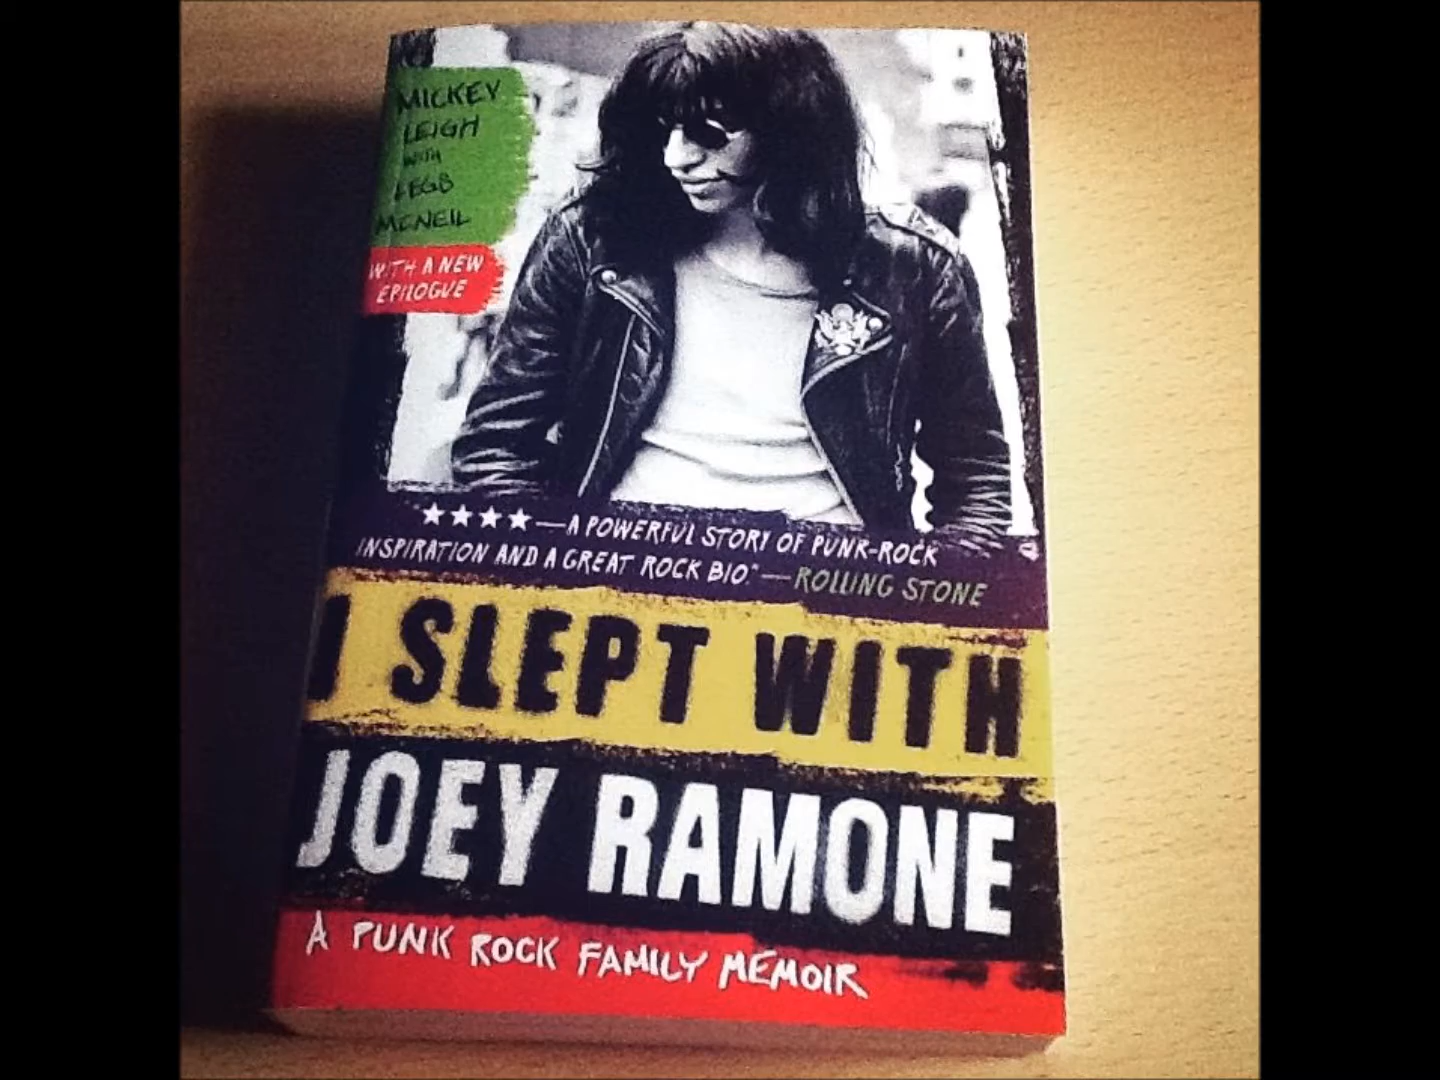 MICKEY
LEIGH
WITH
LEGS
MCNEIL
WITH A NEW
EPILOGUE
★★★★—A POWERFUL STORY OF PUNK-ROCK
INSPIRATION AND A GREAT ROCK BIO."—ROLLING STONE
I SLEPT WITH
JOEY RAMONE
A PUNK ROCK FAMILY MEMOIR